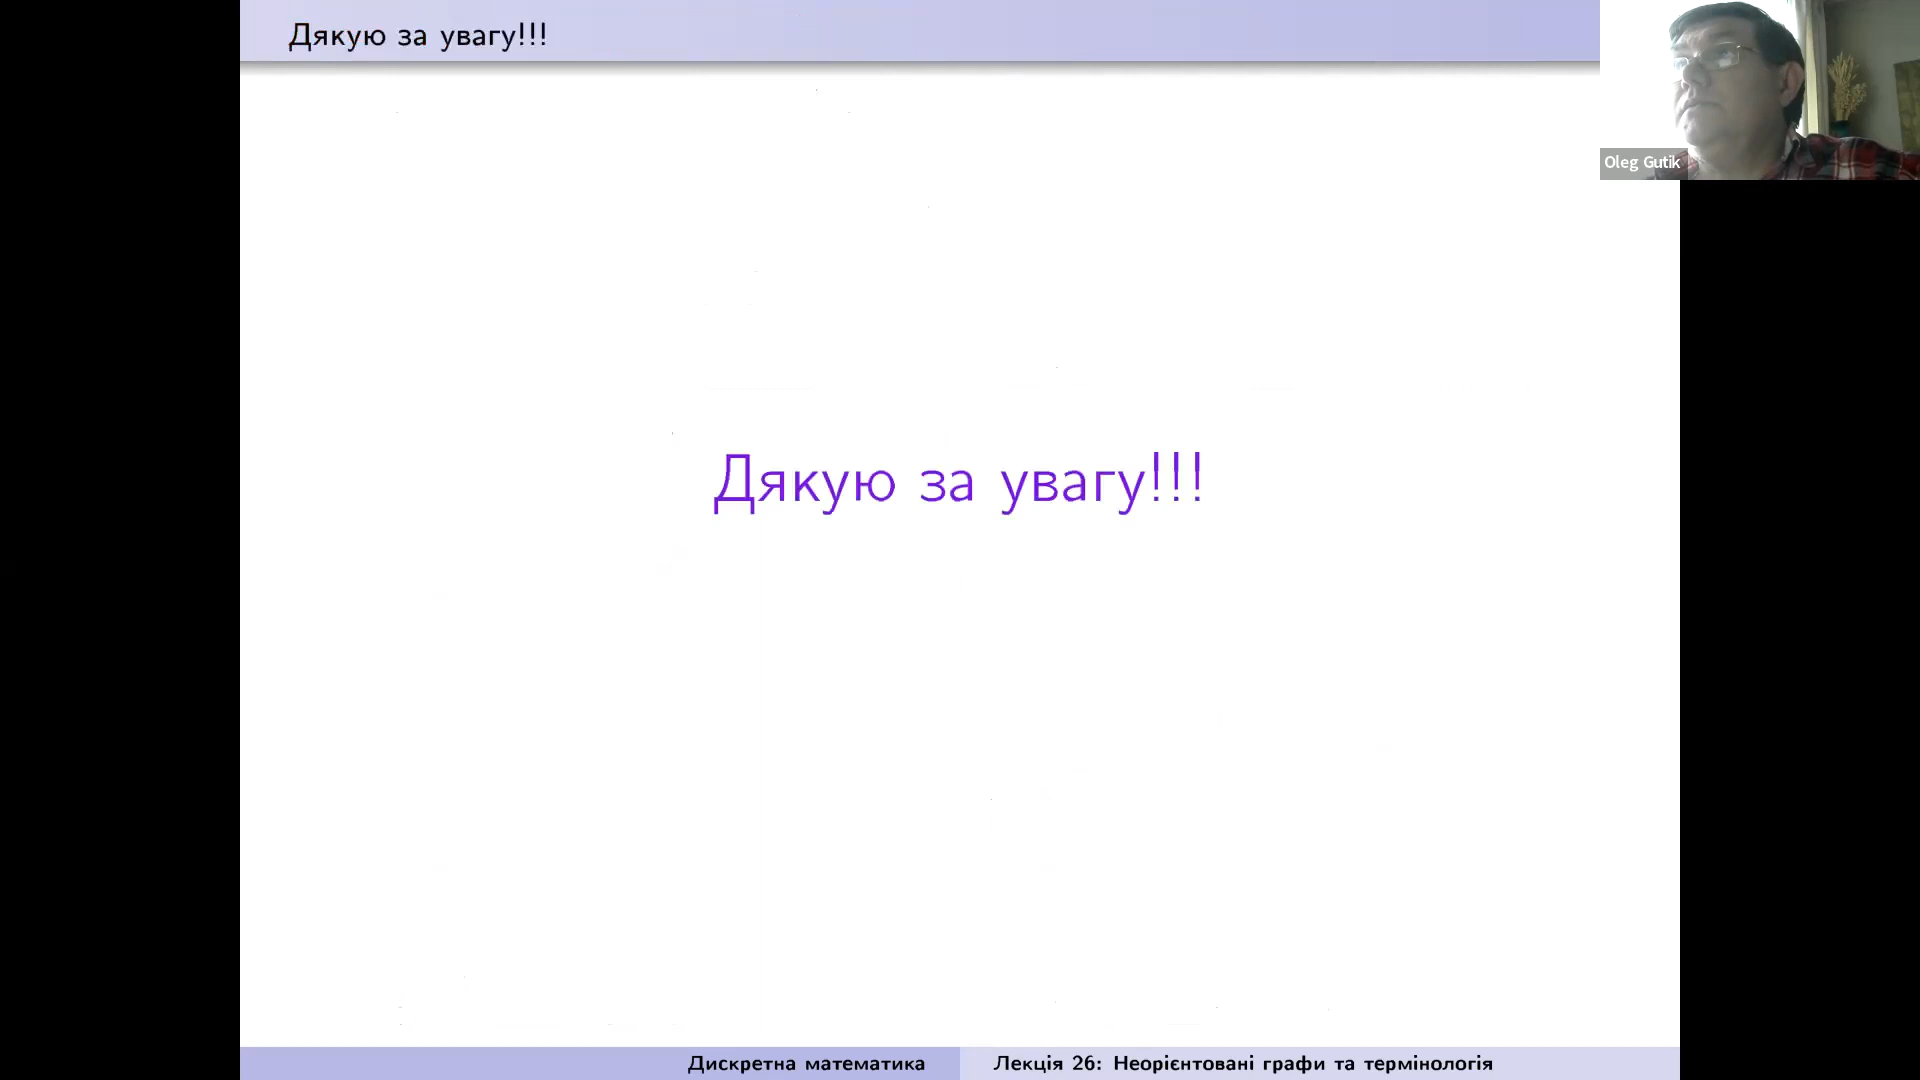 Дякую за увагу!!!
Oleg Gutik
Дякую за увагу!!!
Дискретна математика
Лекція 26: Неорієнтовані графи та термінологія